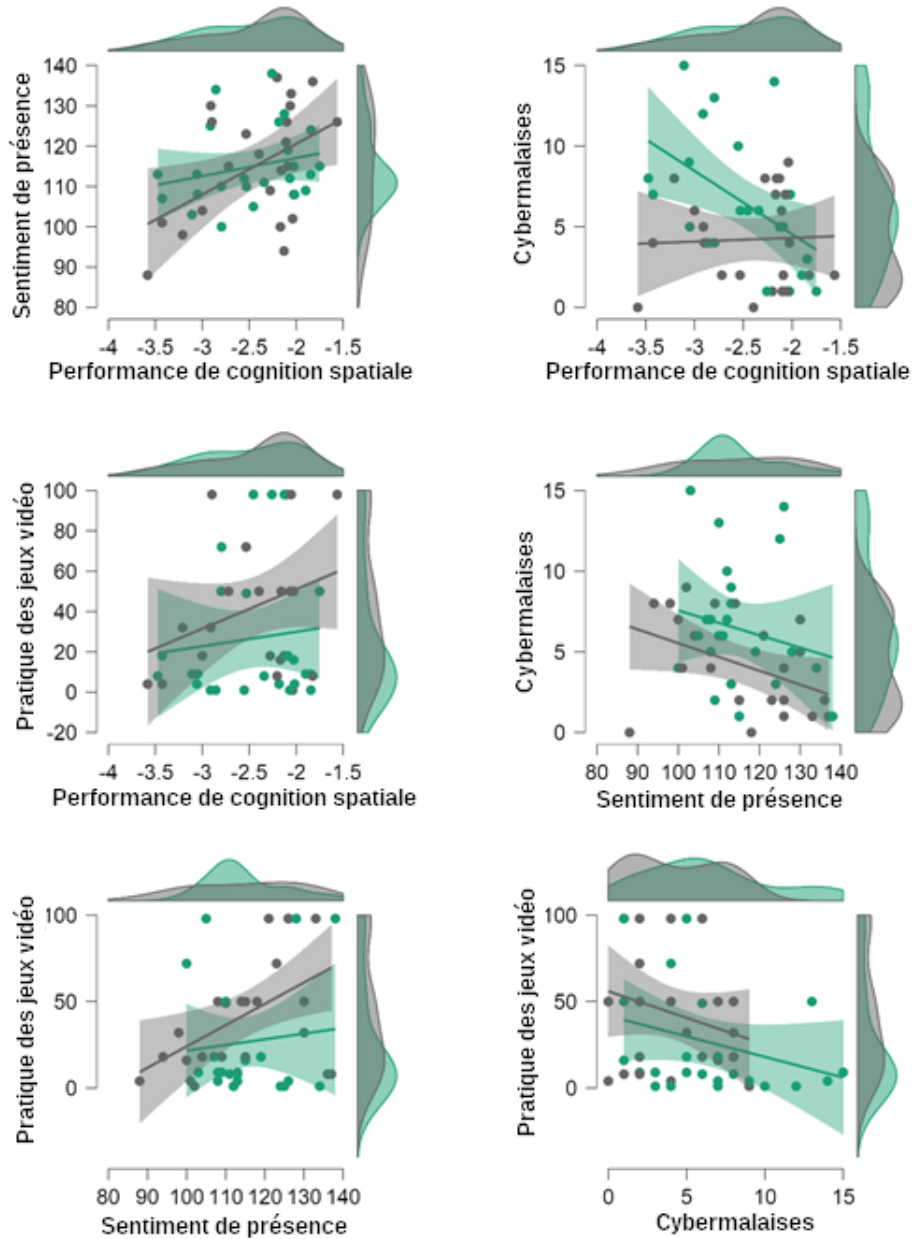 Sentiment de présence
140
130
120
110
100
90
80
-4 -3.5 -3 -2.5 -2 -1.5
Performance de cognition spatiale
Cybermalaises
15
10
5
0
-4 -3.5 -3 -2.5 -2 -1.5
Performance de cognition spatiale
Pratique des jeux vidéo
100
80
60
40
20
0
-20
-4 -3.5 -3 -2.5 -2 -1.5
Performance de cognition spatiale
Cybermalaises
15
10
5
0
80 90 100 110 120 130 140
Sentiment de présence
Pratique des jeux vidéo
100
50
0
80 90 100 110 120 130 140
Sentiment de présence
Pratique des jeux vidéo
100
50
0
0 5 10 15
Cybermalaises